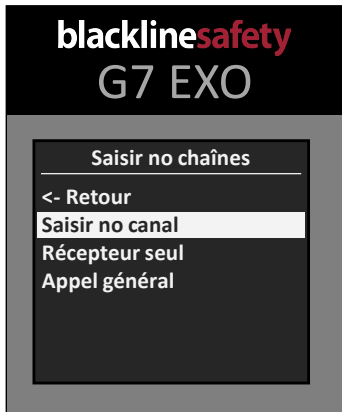 blacklinesafety
G7 EXO
Saisir no chaînes
<- Retour
Saisir no canal
Récepteur seul
Appel général